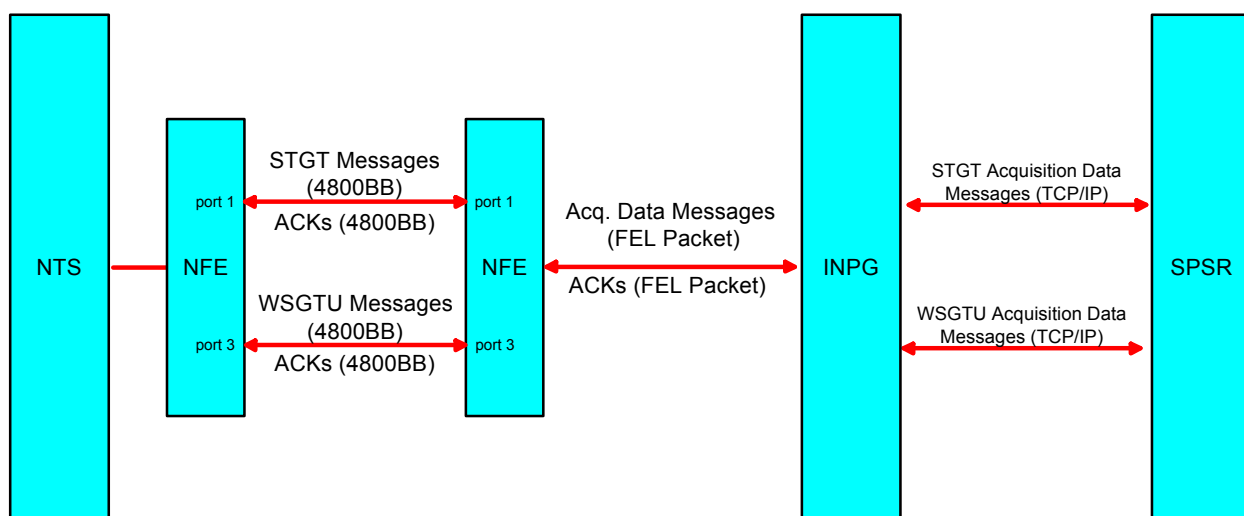 NTS
NFE
port 1
port 3
STGT Messages
(4800BB)
ACKs (4800BB)
WSGTU Messages
(4800BB)
ACKs (4800BB)
port 1
NFE
port 3
Acq. Data Messages
(FEL Packet)
ACKs (FEL Packet)
INPG
STGT Acquisition Data
Messages (TCP/IP)
WSGTU Acquisition Data
Messages (TCP/IP)
SPSR